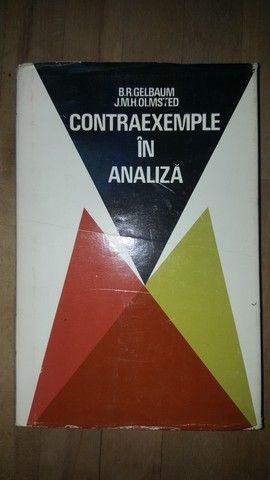 B.R.GELBAUM
J.M.H.OLMSTED
CONTRAEXEMPLE
ÎN
ANALIZĂ